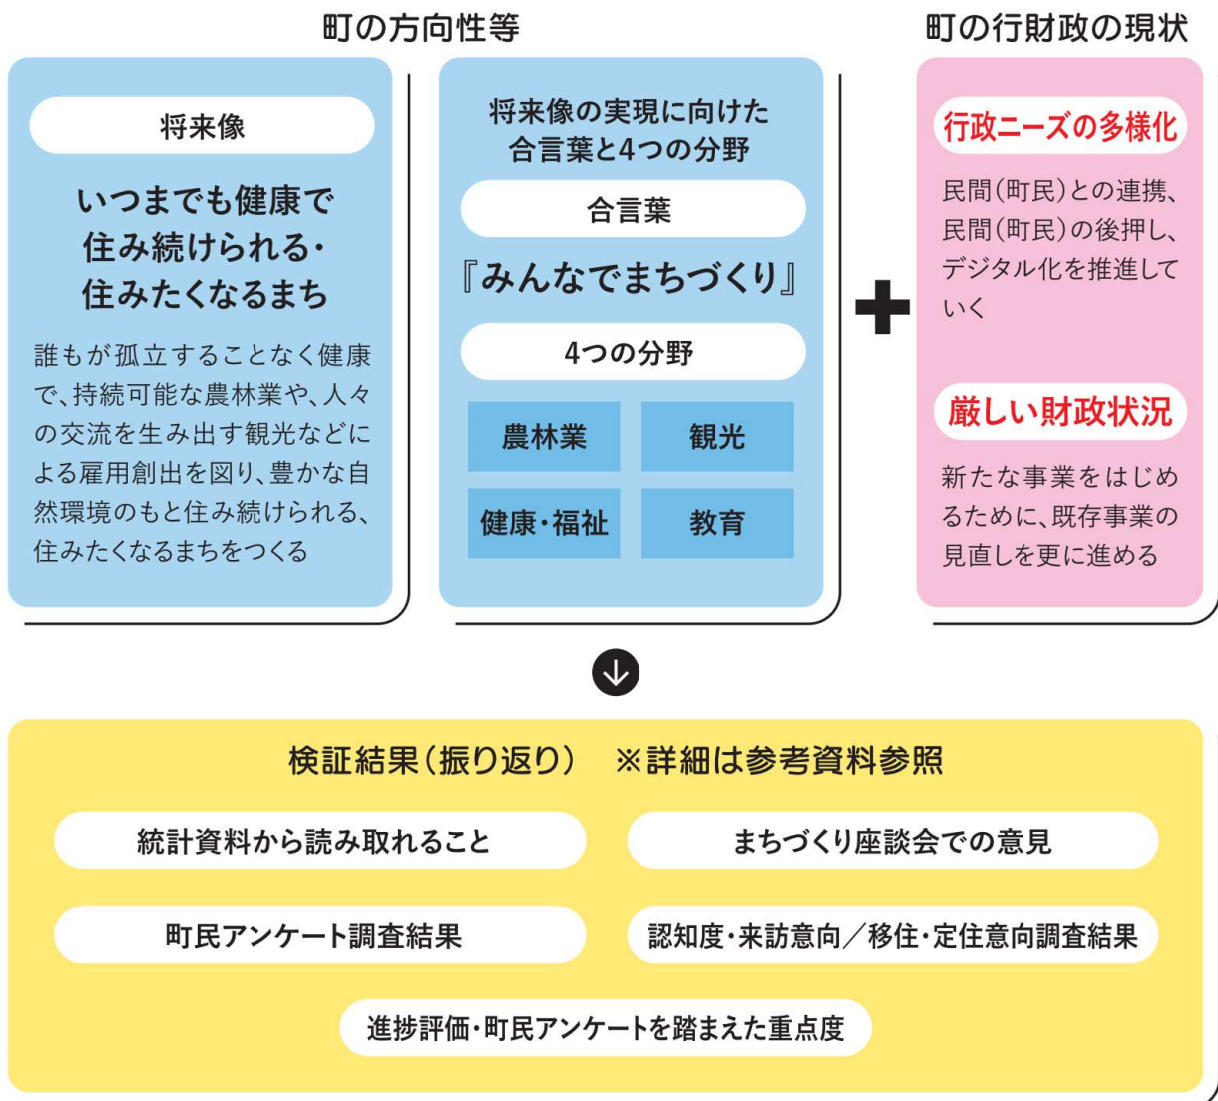 町の方向性等
将来像
いつまでも健康で
住み続けられる・
住みたくなるまち
誰もが孤立することなく健康
で、持続可能な農林業や、人々
の交流を生み出す観光などに
よる雇用創出を図り、豊かな自
然環境のもと住み続けられる、
住みたくなるまちをつくる
将来像の実現に向けた
合言葉と4つの分野
合言葉
『みんなでまちづくり』
4つの分野
農林業
観光
健康・福祉
教育
町の行財政の現状
行政ニーズの多様化
民間(町民)との連携、
民間(町民)の後押し、
デジタル化を推進して
いく
厳しい財政状況
新たな事業をはじめ
るために、既存事業の
見直しを更に進める
検証結果(振り返り) ※詳細は参考資料参照
統計資料から読み取れること
まちづくり座談会での意見
町民アンケート調査結果
認知度・来訪意向/移住・定住意向調査結果
進捗評価・町民アンケートを踏まえた重点度